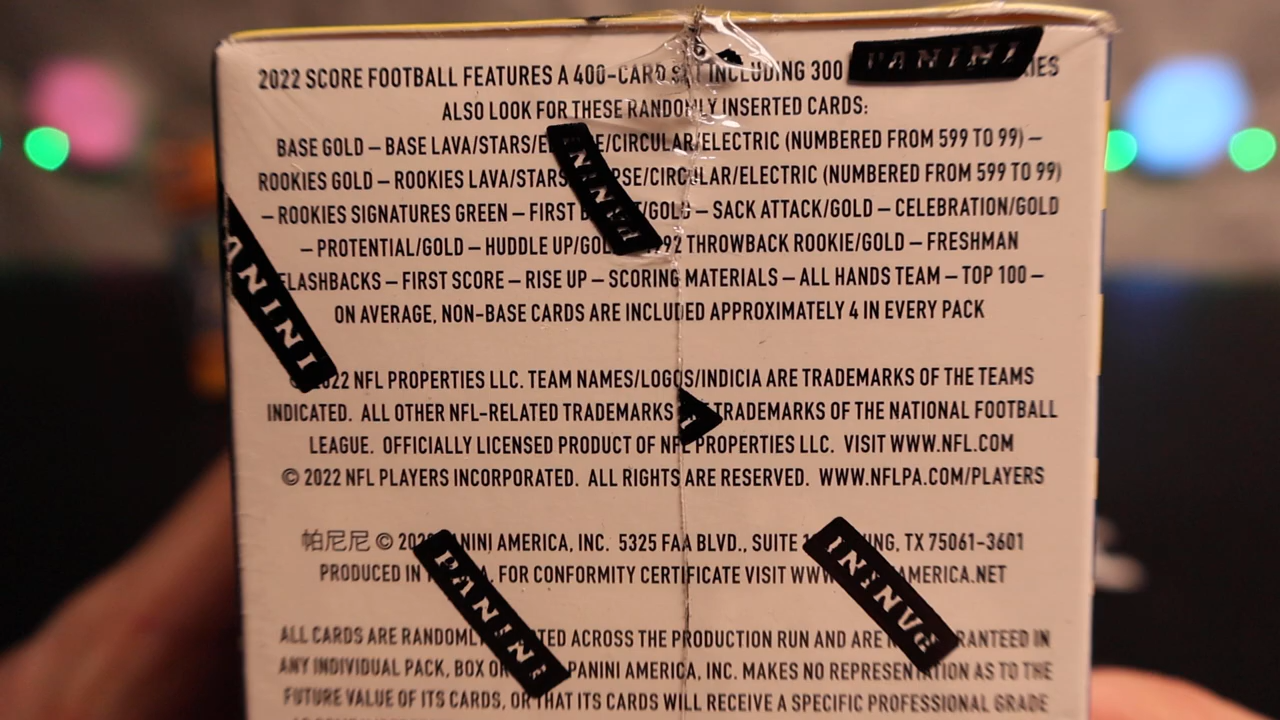 2022 SCORE FOOTBALL FEATURES A 400-CARD SET INCLUDING 300
ALSO LOOK FOR THESE RANDOMLY INSERTED CARDS:
BASE GOLD – BASE LAVA/STARS/ /CIRCULAR/ELECTRIC (NUMBERED FROM 599 TO 99) –
ROOKIES GOLD – ROOKIES LAVA/STARS /CIRCULAR/ELECTRIC (NUMBERED FROM 599 TO 99)
– ROOKIES SIGNATURES GREEN – FIRST /GOLD – SACK ATTACK/GOLD – CELEBRATION/GOLD
– PROTENTIAL/GOLD – HUDDLE UP/GOLD THROWBACK ROOKIE/GOLD – FRESHMAN
FLASHBACKS – FIRST SCORE – RISE UP – SCORING MATERIALS – ALL HANDS TEAM – TOP 100 –
ON AVERAGE, NON-BASE CARDS ARE INCLUDED APPROXIMATELY 4 IN EVERY PACK
© 2022 NFL PROPERTIES LLC. TEAM NAMES/LOGOS/INDICIA ARE TRADEMARKS OF THE TEAMS
INDICATED. ALL OTHER NFL-RELATED TRADEMARKS TRADEMARKS OF THE NATIONAL FOOTBALL
LEAGUE. OFFICIALLY LICENSED PRODUCT OF NFL PROPERTIES LLC. VISIT WWW.NFL.COM
© 2022 NFL PLAYERS INCORPORATED. ALL RIGHTS ARE RESERVED. WWW.NFLPA.COM/PLAYERS
帕尼尼 © PANINI AMERICA, INC. 5325 FAA BLVD., SUITE TX 75061-3601
PRODUCED IN FOR CONFORMITY CERTIFICATE VISIT
ALL CARDS ARE RANDOMLY ACROSS THE PRODUCTION RUN AND ARE
ANY INDIVIDUAL PACK, BOX OR PANINI AMERICA, INC. MAKES NO REPRESENTATION AS TO THE
FUTURE VALUE OF ITS CARDS, OR THAT ITS CARDS WILL RECEIVE A SPECIFIC PROFESSIONAL GRADE
PANINI
PANINI
PANINI
PANINI
PANINI